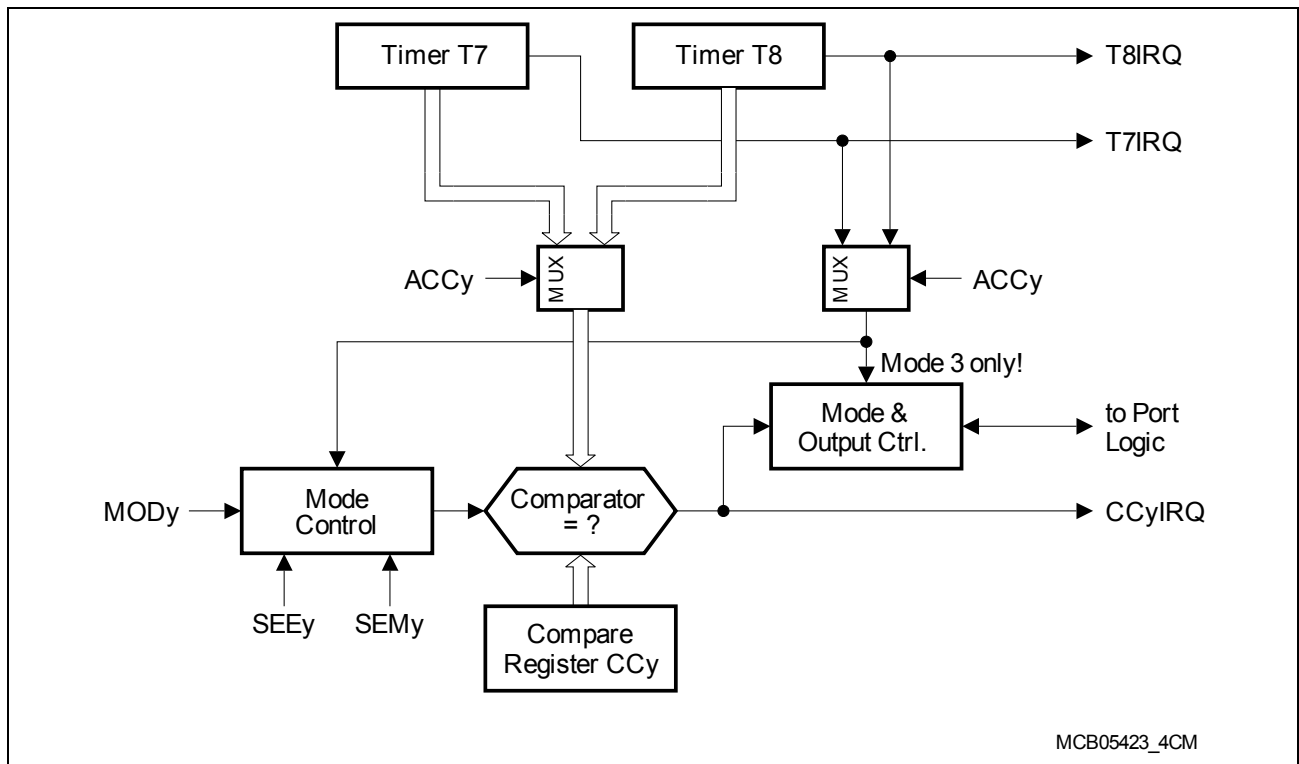 Timer T7
Timer T8
T8IRQ
T7IRQ
ACCy
MUX
MUX
ACCy
Mode 3 only!
Mode &
Output Ctrl.
to Port
Logic
MODy
Mode
Control
Comparator
= ?
CCyIRQ
SEEy
SEMy
Compare
Register CCy
MCB05423_4CM